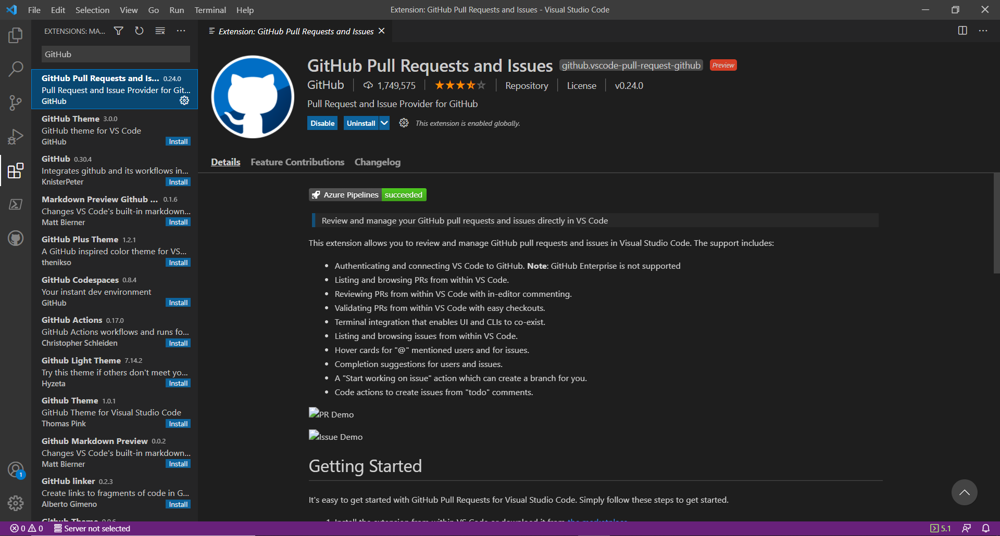 File Edit Selection View Go Run Terminal Help
Extension: GitHub Pull Requests and Issues - Visual Studio Code
EXTENSIONS: MA...
GitHub
GitHub Pull Requests and Is... 0.24.0
Pull Request and Issue Provider for Git...
GitHub
GitHub Theme 3.0.0
GitHub theme for VS Code
GitHub Install
GitHub 0.30.4
Integrates github and its workflows in...
KnisterPeter Install
Markdown Preview Github ... 0.1.6
Changes VS Code's built-in markdown...
Matt Bierner Install
GitHub Plus Theme 1.2.1
A GitHub inspired color theme for VS...
thenikso Install
GitHub Codespaces 0.8.4
Your instant dev environment
GitHub Install
GitHub Actions 0.17.0
GitHub Actions workflows and runs fo...
Christopher Schleiden Install
Github Light Theme 7.14.2
Try this theme if others don't meet yo...
Hyzeta Install
Github Theme 1.0.1
GitHub Theme for Visual Studio Code
Thomas Pink Install
Github Markdown Preview 0.0.2
Changes VS Code's built-in markdown...
Matt Bierner Install
GitHub linker 0.2.3
Create links to fragments of code in G...
Alberto Gimeno Install
Github Theme 0.0.6
1
Extension: GitHub Pull Requests and Issues
GitHub Pull Requests and Issues github.vscode-pull-request-github Preview
GitHub 1,749,575 Repository License v0.24.0
Pull Request and Issue Provider for GitHub
Disable Uninstall This extension is enabled globally.
Details Feature Contributions Changelog
Azure Pipelines succeeded
Review and manage your GitHub pull requests and issues directly in VS Code
This extension allows you to review and manage GitHub pull requests and issues in Visual Studio Code. The support includes:
• Authenticating and connecting VS Code to GitHub. Note: GitHub Enterprise is not supported
• Listing and browsing PRs from within VS Code.
• Reviewing PRs from within VS Code with in-editor commenting.
• Validating PRs from within VS Code with easy checkouts.
• Terminal integration that enables UI and CLIs to co-exist.
• Listing and browsing issues from within VS Code.
• Hover cards for "@" mentioned users and for issues.
• Completion suggestions for users and issues.
• A "Start working on issue" action which can create a branch for you.
• Code actions to create issues from "todo" comments.
PR Demo
Issue Demo
Getting Started
It's easy to get started with GitHub Pull Requests for Visual Studio Code. Simply follow these steps to get started.
1. Install the extension from within VS Code or download it from the marketplace.
0 0 Server not selected
5.1